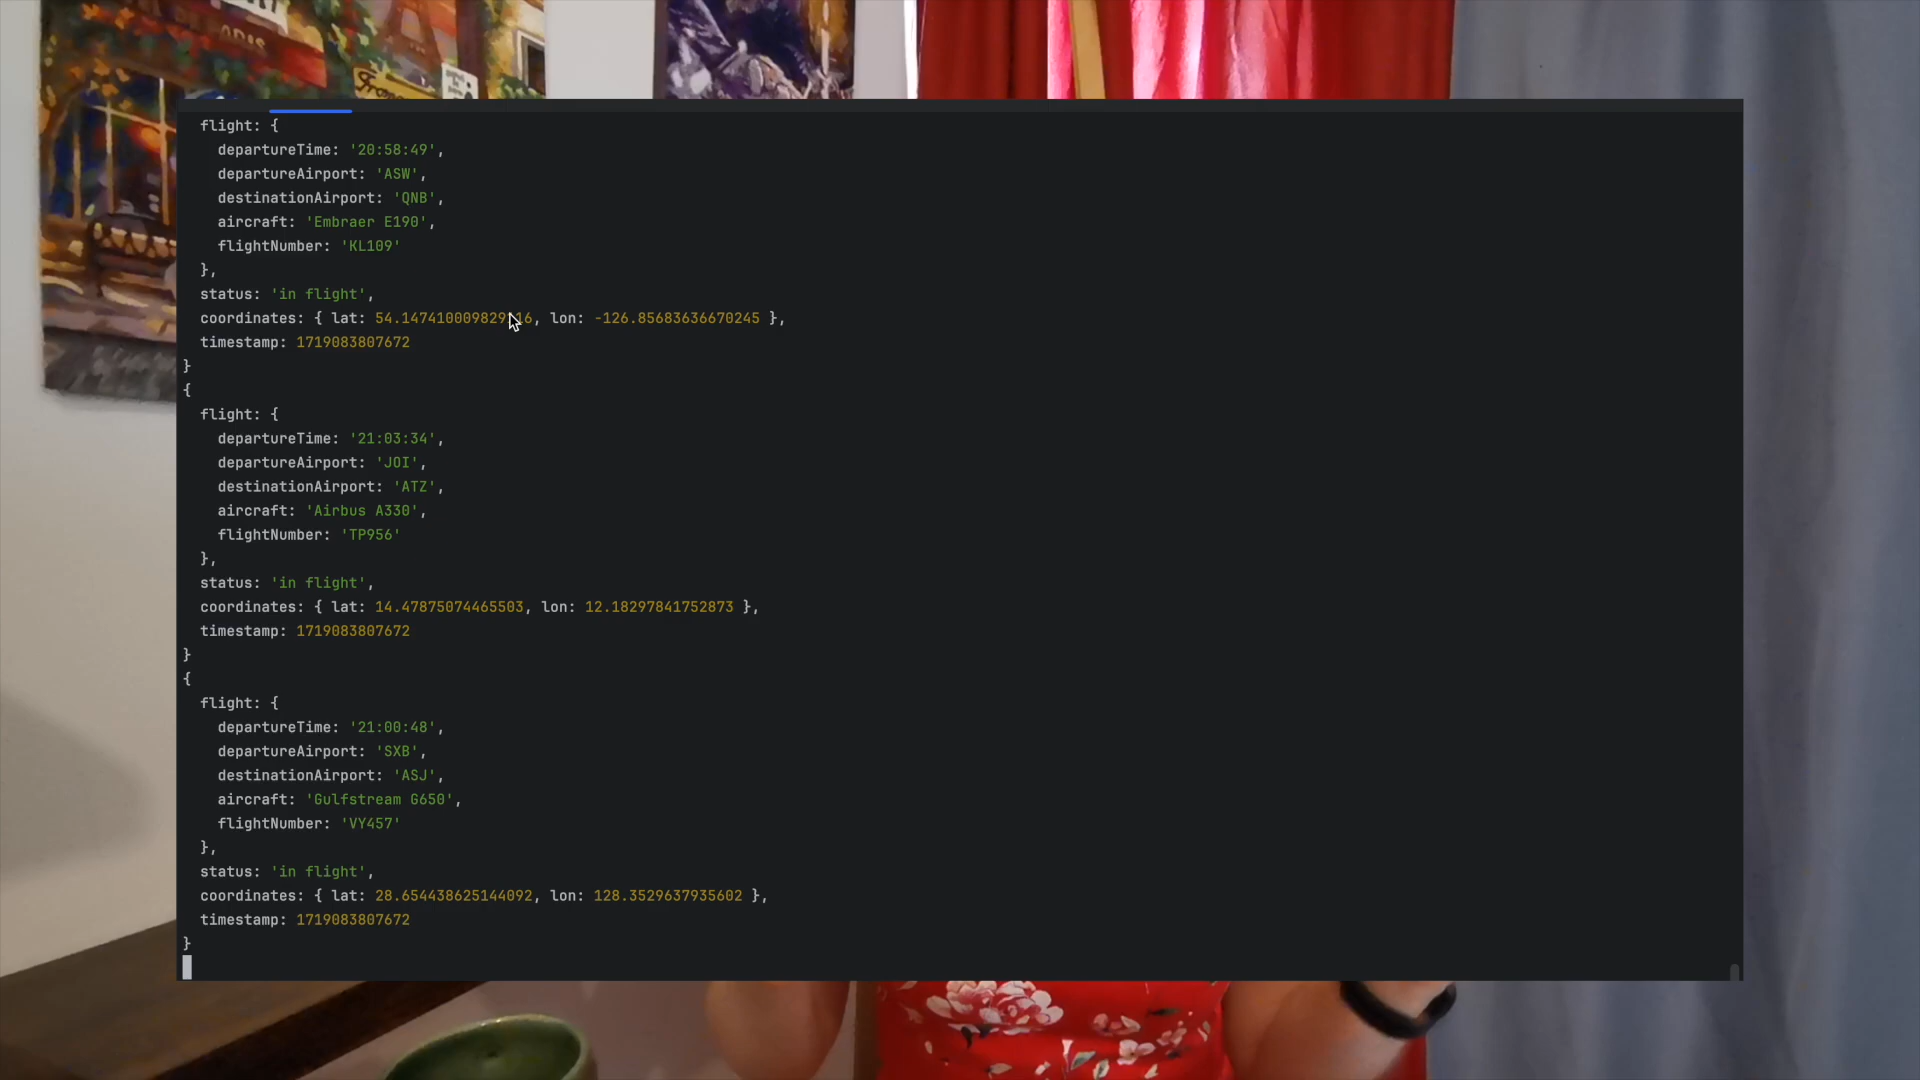 ADIS
flight: {
departureTime: '20:58:49',
departureAirport: 'ASW',
destinationAirport: 'QNB',
aircraft: 'Embraer E190',
flightNumber: 'KL109'
},
status: 'in flight',
coordinates: { lat: lon: -126.85683636670245 },
timestamp: 1719083807672
}
{
flight: {
departureTime: '21:03:34',
departureAirport: 'JOI',
destinationAirport: 'ATZ',
aircraft: 'Airbus A330',
flightNumber: 'TP956'
},
status: 'in flight',
coordinates: { lat: 14.47875074465503, lon: 12.18297841752873 },
timestamp: 1719083807672
}
{
flight: {
departureTime: '21:00:48',
departureAirport: 'SXB',
destinationAirport: 'ASJ',
aircraft: 'Gulfstream G650',
flightNumber: 'VY457'
},
status: 'in flight',
coordinates: { lat: 28.654438625144092, lon: 128.3529637935602 },
timestamp: 1719083807672
}